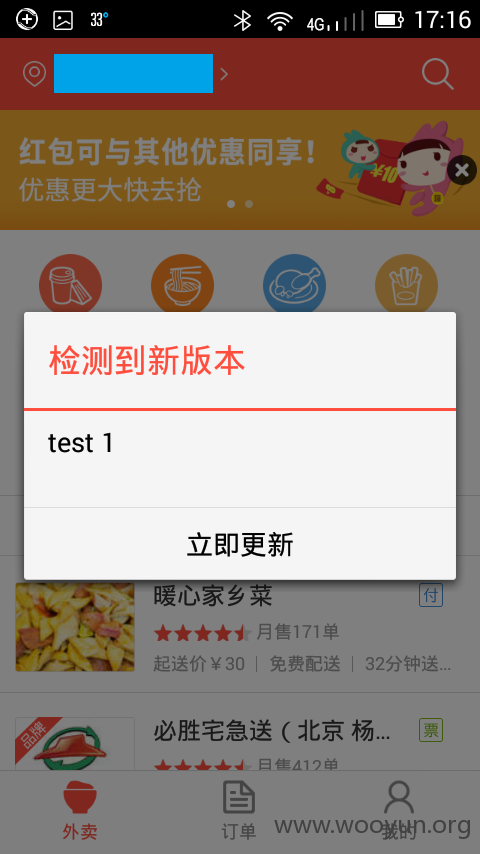 33° 4G 17:16
红包可与其他优惠同享!
优惠更大快去抢
¥10
检测到新版本
test 1
立即更新
暖心家乡菜 付
月售171单
起送价￥30 免费配送 32分钟送...
品牌
必胜宅急送（北京 杨... 票
月售412单
外卖 订单 我的
www.wooyun.org